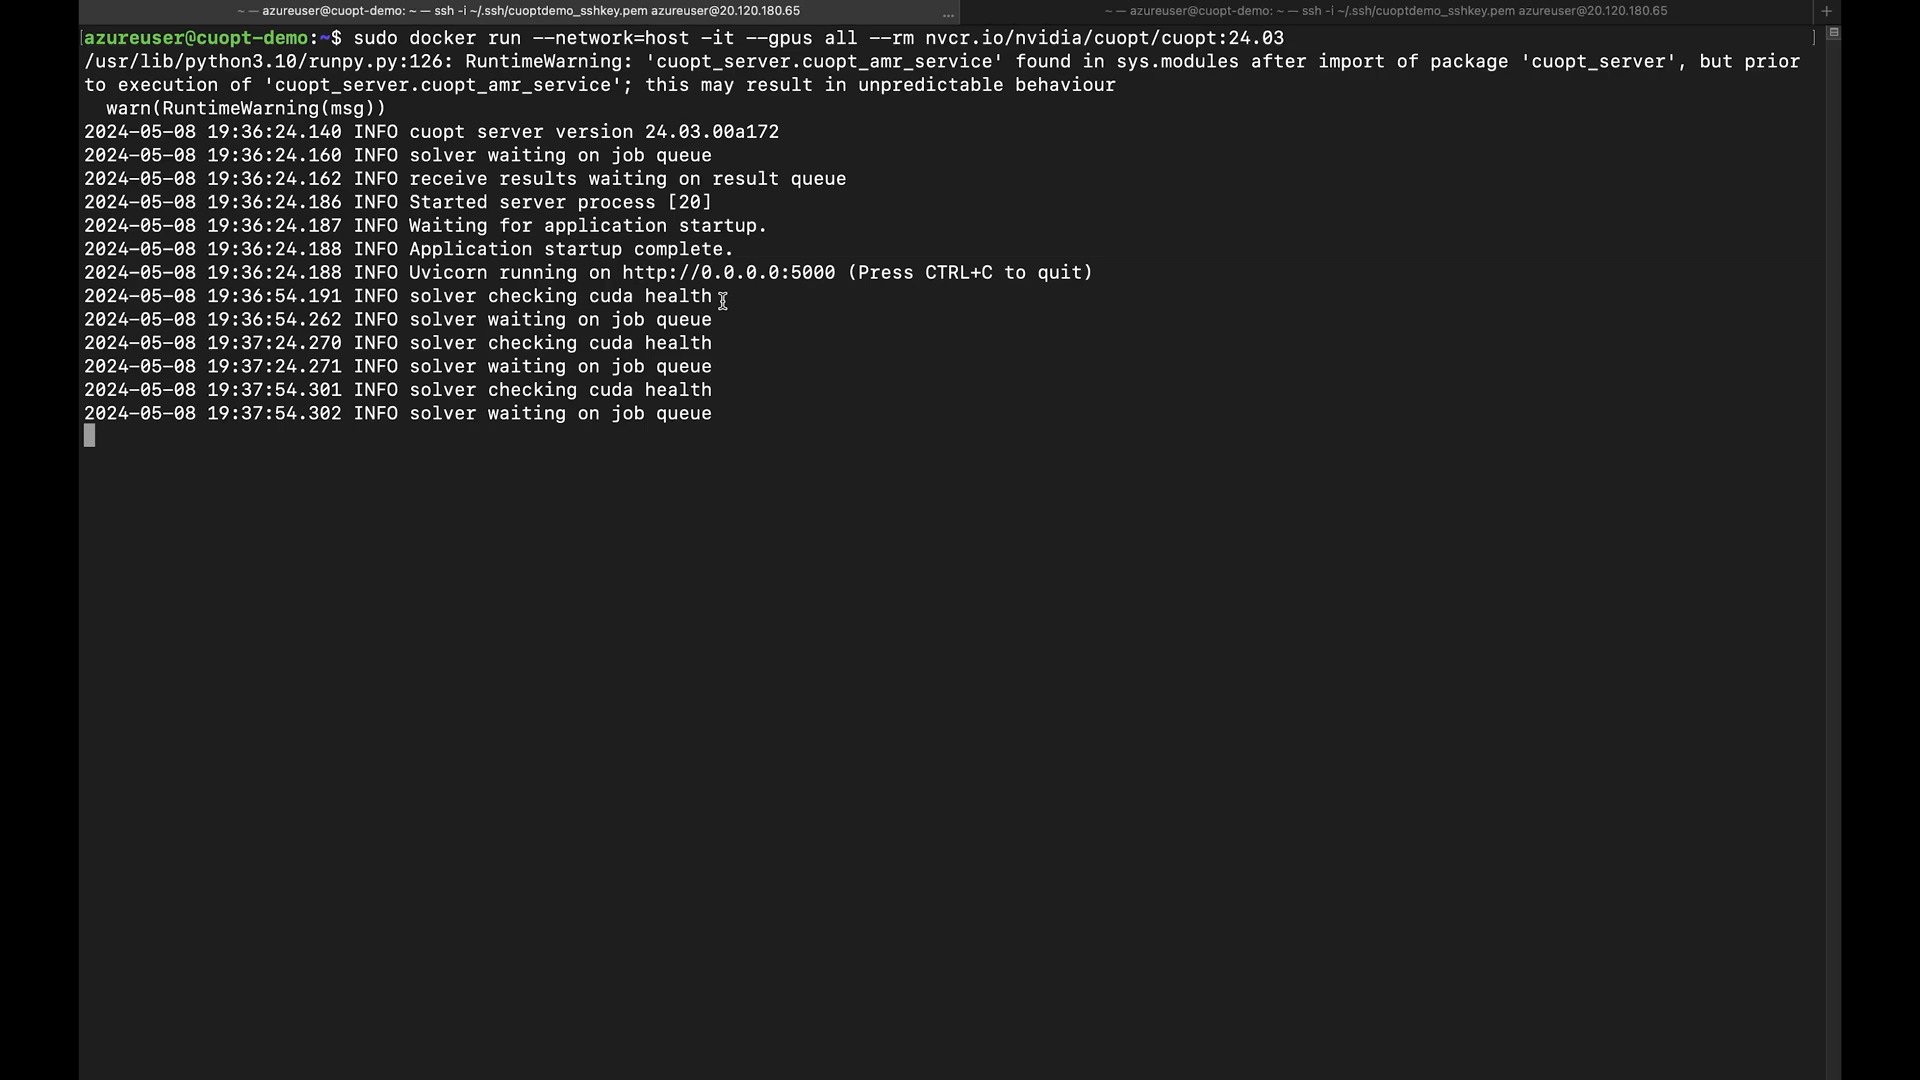 ~ — azureuser@cuopt-demo: ~ — ssh -i ~/.ssh/cuoptdemo_sshkey.pem azureuser@20.120.180.65 ...
~ — azureuser@cuopt-demo: ~ — ssh -i ~/.ssh/cuoptdemo_sshkey.pem azureuser@20.120.180.65 +
[azureuser@cuopt-demo:~$ sudo docker run --network=host -it --gpus all --rm nvcr.io/nvidia/cuopt/cuopt:24.03 ]
/usr/lib/python3.10/runpy.py:126: RuntimeWarning: 'cuopt_server.cuopt_amr_service' found in sys.modules after import of package 'cuopt_server', but prior
to execution of 'cuopt_server.cuopt_amr_service'; this may result in unpredictable behaviour
  warn(RuntimeWarning(msg))
2024-05-08 19:36:24.140 INFO cuopt server version 24.03.00a172
2024-05-08 19:36:24.160 INFO solver waiting on job queue
2024-05-08 19:36:24.162 INFO receive results waiting on result queue
2024-05-08 19:36:24.186 INFO Started server process [20]
2024-05-08 19:36:24.187 INFO Waiting for application startup.
2024-05-08 19:36:24.188 INFO Application startup complete.
2024-05-08 19:36:24.188 INFO Uvicorn running on http://0.0.0.0:5000 (Press CTRL+C to quit)
2024-05-08 19:36:54.191 INFO solver checking cuda health
2024-05-08 19:36:54.262 INFO solver waiting on job queue
2024-05-08 19:37:24.270 INFO solver checking cuda health
2024-05-08 19:37:24.271 INFO solver waiting on job queue
2024-05-08 19:37:54.301 INFO solver checking cuda health
2024-05-08 19:37:54.302 INFO solver waiting on job queue